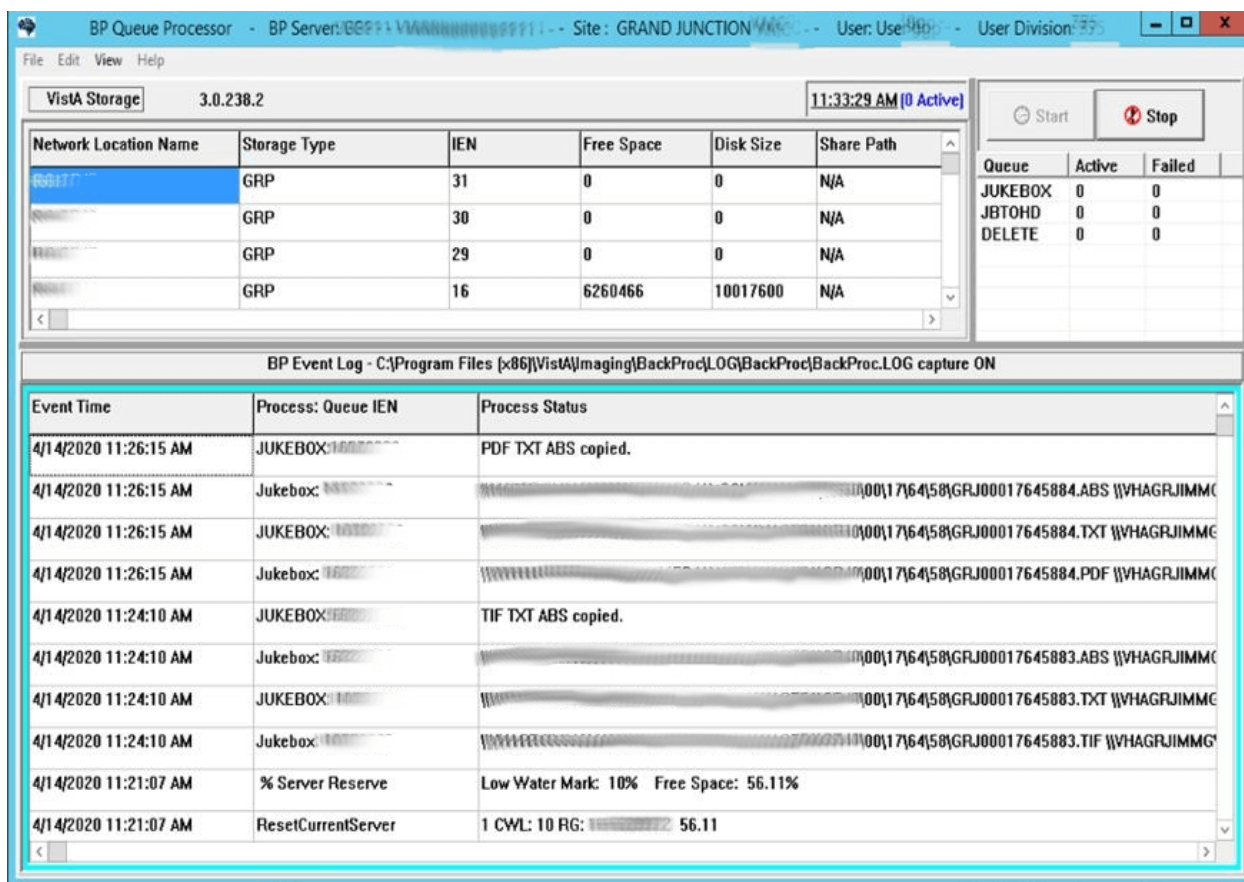 BP Queue Processor - BP Server: - - Site : GRAND JUNCTION - - User: - - User Division:
File Edit View Help
VistA Storage 3.0.238.2 11:33:29 AM (0 Active)
Start Stop
Network Location Name Storage Type IEN Free Space Disk Size Share Path
GRP 31 0 0 N/A
GRP 30 0 0 N/A
GRP 29 0 0 N/A
GRP 16 6260466 10017600 N/A
Queue Active Failed
JUKEBOX 0 0
JBTOHD 0 0
DELETE 0 0
BP Event Log - C:\Program Files (x86)\VistA\Imaging\BackProc\LOG\BackProc\BackProc.LOG capture ON
Event Time Process: Queue IEN Process Status
4/14/2020 11:26:15 AM JUKEBOX: PDF TXT ABS copied.
4/14/2020 11:26:15 AM Jukebox: \00\17\64\58\GRJ00017645884.ABS \\VHAGRJIMM
4/14/2020 11:26:15 AM JUKEBOX: \00\17\64\58\GRJ00017645884.TXT \\VHAGRJIMM
4/14/2020 11:26:15 AM Jukebox: \00\17\64\58\GRJ00017645884.PDF \\VHAGRJIMM
4/14/2020 11:24:10 AM JUKEBOX: TIF TXT ABS copied.
4/14/2020 11:24:10 AM Jukebox: \00\17\64\58\GRJ00017645883.ABS \\VHAGRJIMM
4/14/2020 11:24:10 AM JUKEBOX: \00\17\64\58\GRJ00017645883.TXT \\VHAGRJIMM
4/14/2020 11:24:10 AM Jukebox \00\17\64\58\GRJ00017645883.TIF \\VHAGRJIMMG
4/14/2020 11:21:07 AM % Server Reserve Low Water Mark: 10% Free Space: 56.11%
4/14/2020 11:21:07 AM ResetCurrentServer 1 CWL: 10 RG: 56.11